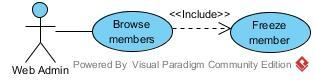 <<Include>>
Browse
members
Freeze
member
Web Admin
Powered By Visual Paradigm Community Edition